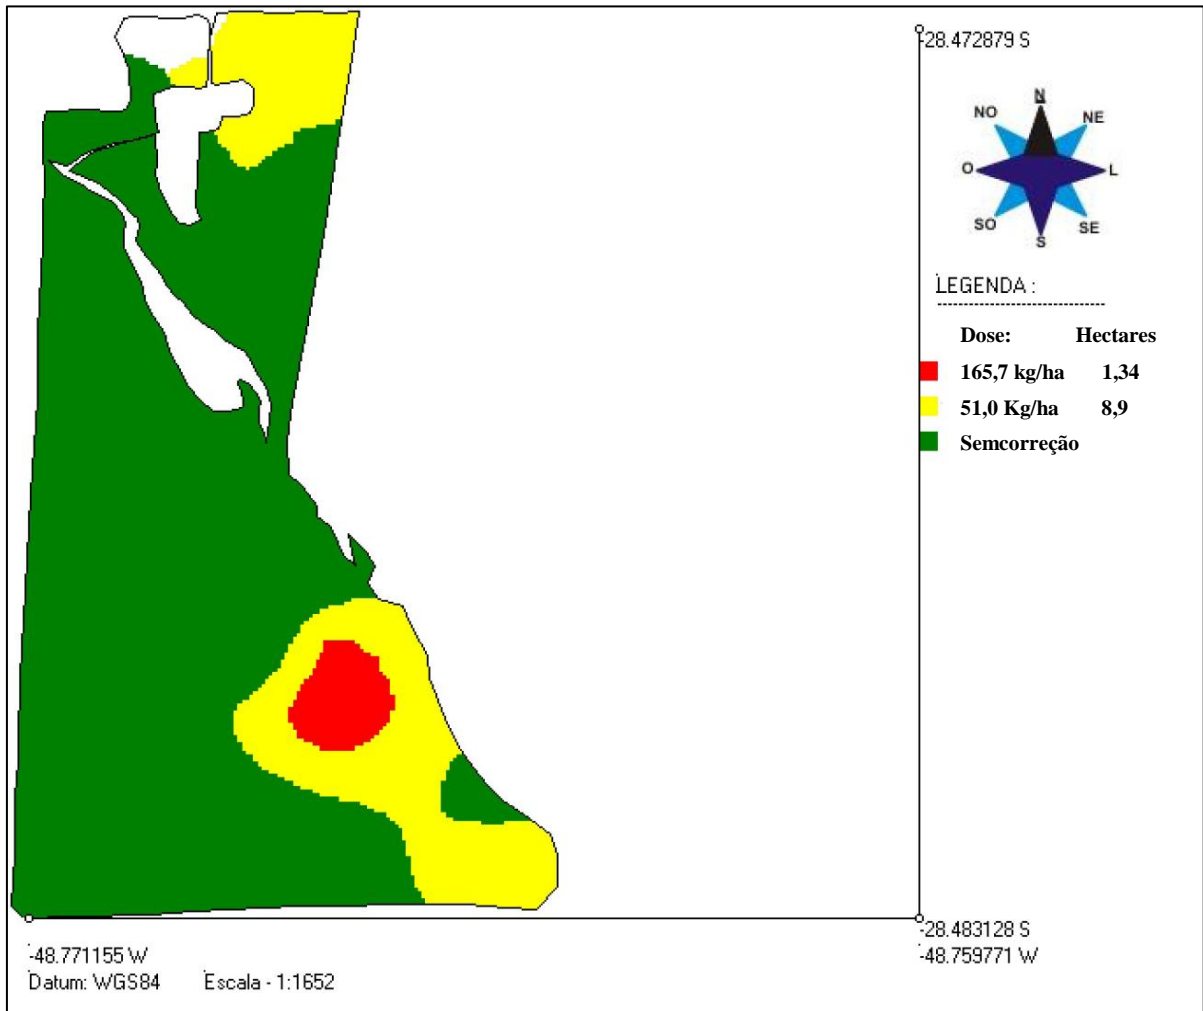 -28.472879 S
N
NO NE
O L
SO SE
S
LEGENDA :
Dose: Hectares
165,7 kg/ha 1,34
51,0 Kg/ha 8,9
Semcorreção
-28.483128 S
-48.771155 W -48.759771 W
Datum: WGS84 Escala - 1:1652